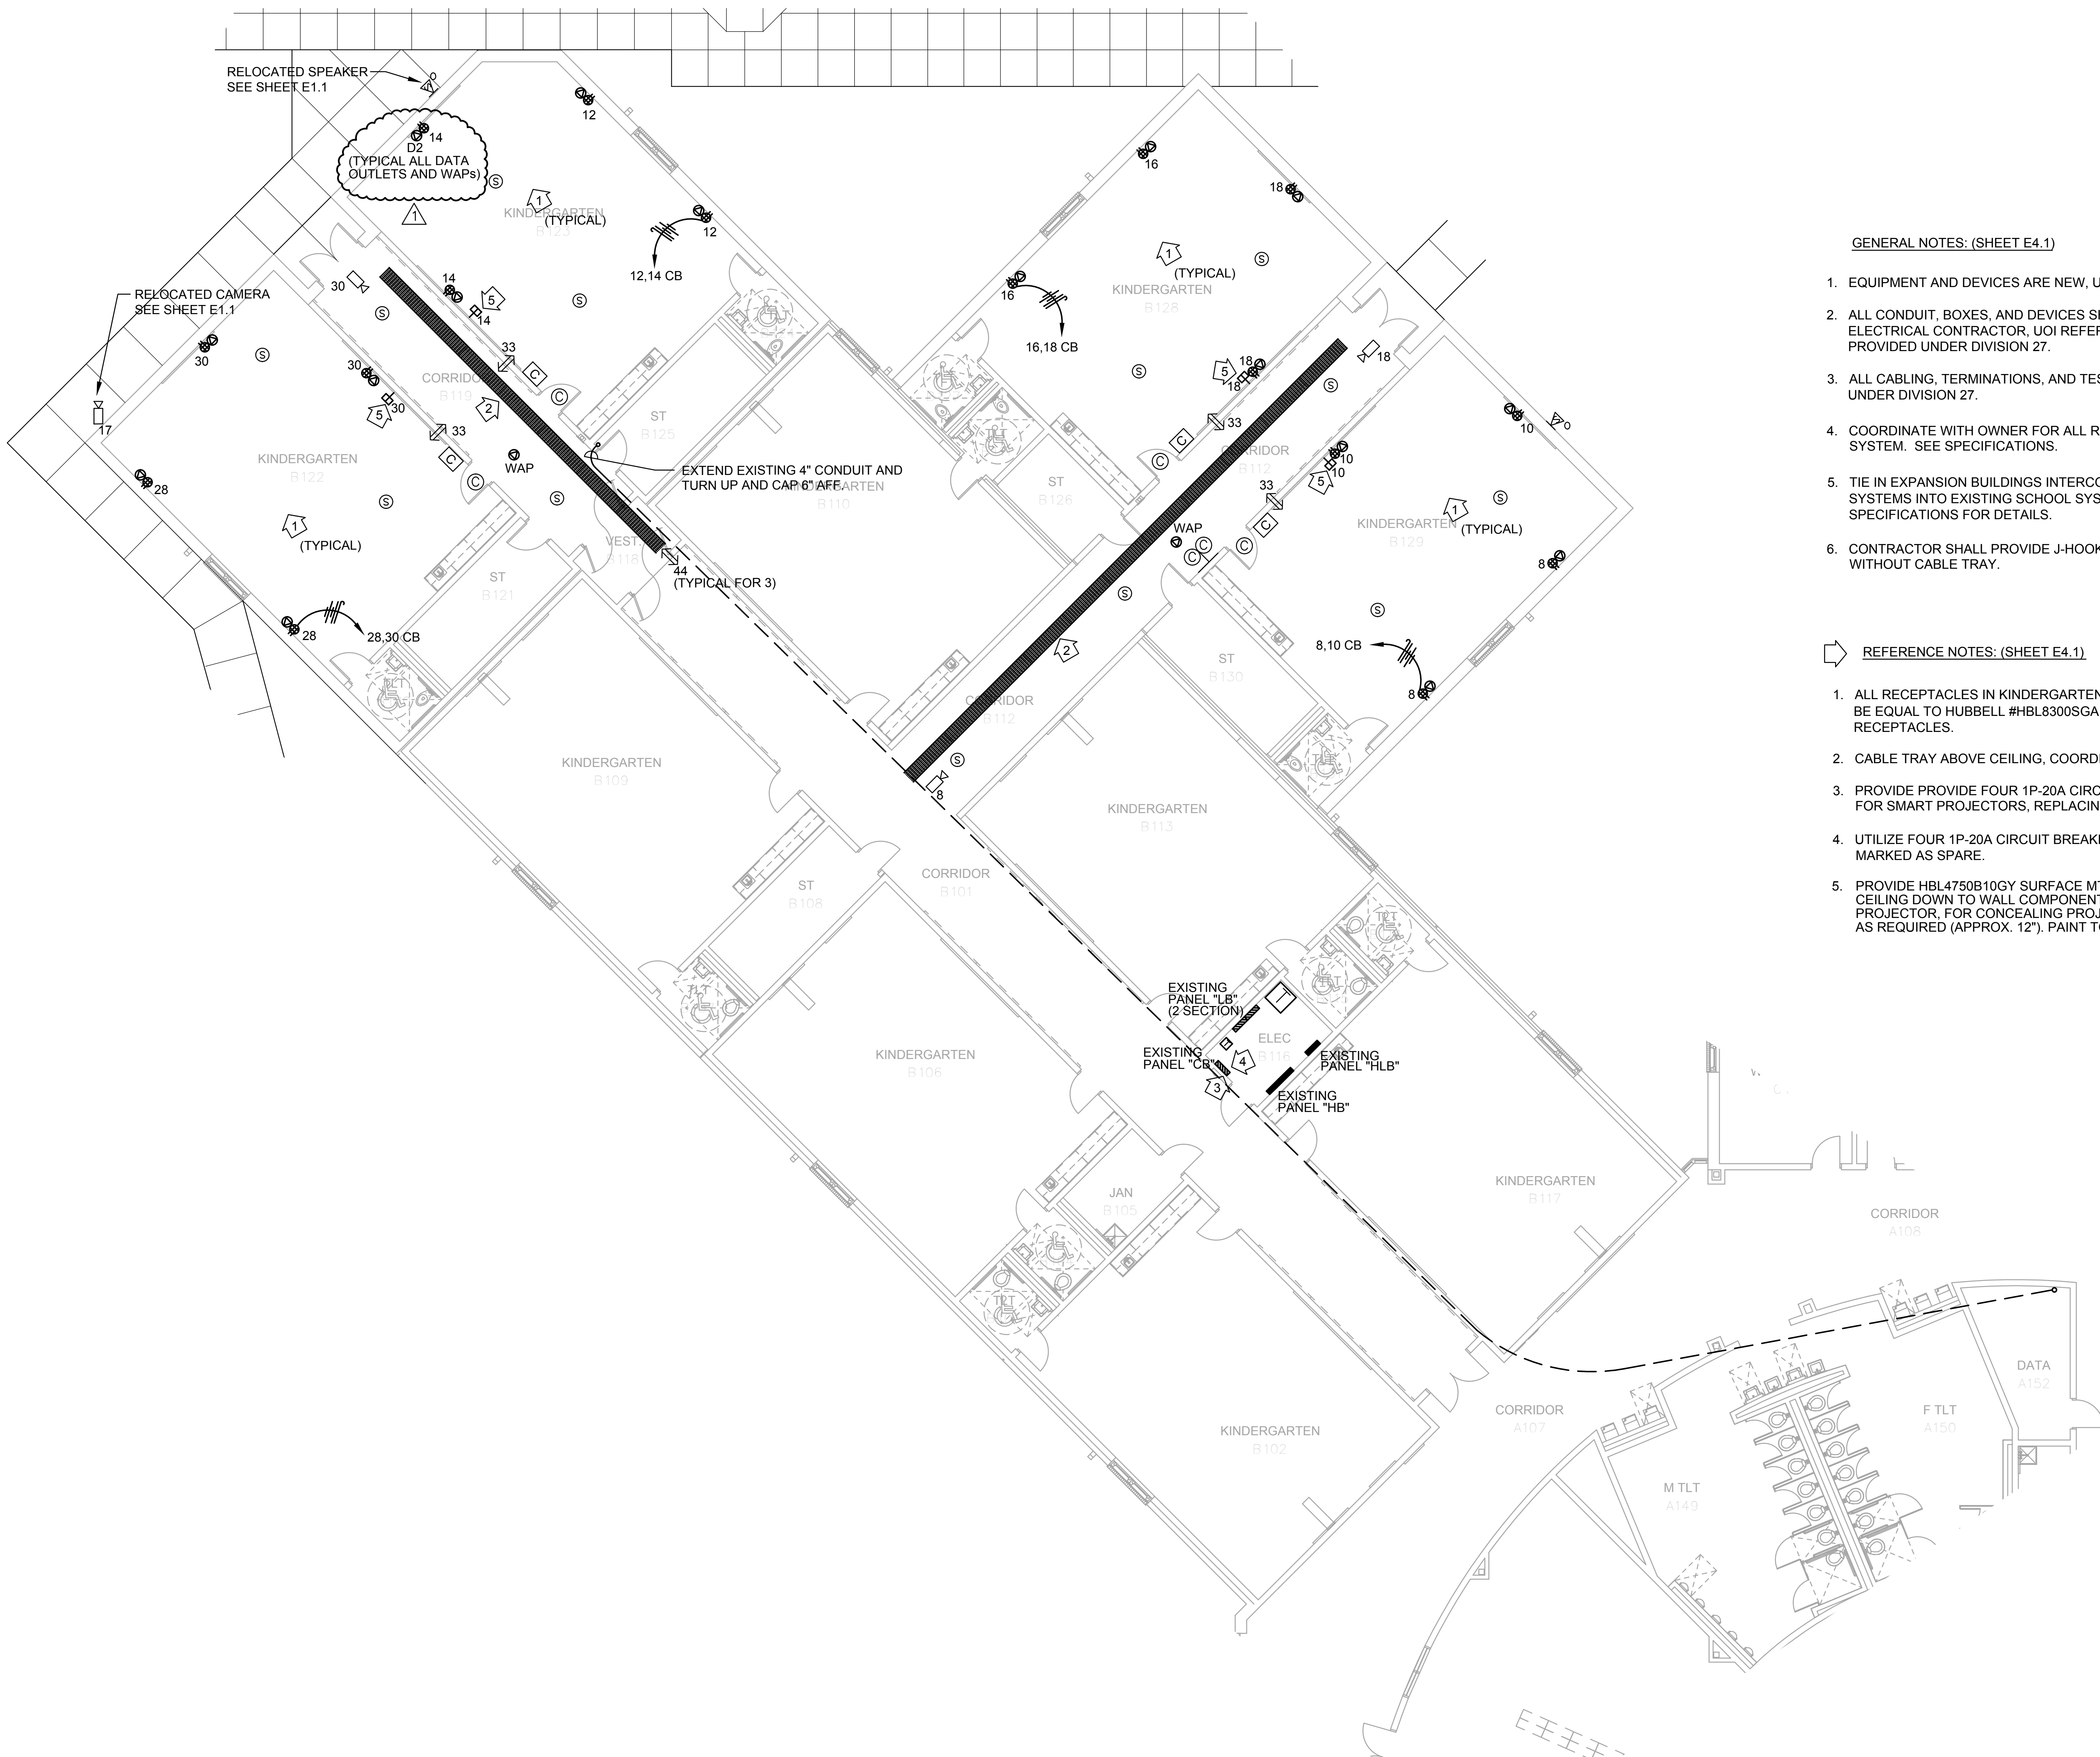 RELOCATED SPEAKER
SEE SHEET E1.1
12
14
D2
(TYPICAL ALL DATA
OUTLETS AND WAPs)
S
1
1
(TYPICAL)
KINDERGARTEN
B123
12
12,14 CB
16
18
1
(TYPICAL)
KINDERGARTEN
B128
S
16
16,18 CB
RELOCATED CAMERA
SEE SHEET E1.1
17
30
30
S
S
S
14
5
14
33
C
C
CORRIDOR
B119
2
30
30
5
33
C
C
WAP
S
KINDERGARTEN
B122
S
28
1
(TYPICAL)
28
28,30 CB
ST
B121
VEST.
B118
44
(TYPICAL FOR 3)
EXTEND EXISTING 4" CONDUIT AND
TURN UP AND CAP 6" AFF.
KINDERGARTEN
B110
ST
B125
TLT
TLT
TLT
TLT
ST
B126
S
5
18
18
18
S
33
C
C
CORRIDOR
B112
10
10
5
33
C
C
C
C
WAP
S
10
KINDERGARTEN
B129
1
(TYPICAL)
S
8
S
8,10 CB
8
2
ST
B130
TLT
CORRIDOR
B112
S
8
KINDERGARTEN
B109
KINDERGARTEN
B113
ST
B108
CORRIDOR
B101
TLT
TLT
TLT
EXISTING
PANEL "LB"
(2 SECTION)
T
T
ELEC
B116
EXISTING
PANEL "CB"
4
3
EXISTING
PANEL "HLB"
EXISTING
PANEL "HB"
KINDERGARTEN
B106
JAN
B105
TLT
KINDERGARTEN
B117
KINDERGARTEN
B102
CORRIDOR
A108
CORRIDOR
A107
DATA
A152
F TLT
A150
M TLT
A149
GENERAL NOTES: (SHEET E4.1)
1. EQUIPMENT AND DEVICES ARE NEW,
2. ALL CONDUIT, BOXES, AND DEVICES
ELECTRICAL CONTRACTOR, UOI
PROVIDED UNDER DIVISION 27.
3. ALL CABLING, TERMINATIONS, AND
UNDER DIVISION 27.
4. COORDINATE WITH OWNER FOR ALL
SYSTEM. SEE SPECIFICATIONS.
5. TIE IN EXPANSION BUILDINGS
SYSTEMS INTO EXISTING SCHOOL
SPECIFICATIONS FOR DETAILS.
6. CONTRACTOR SHALL PROVIDE
WITHOUT CABLE TRAY.
REFERENCE NOTES: (SHEET E4.1)
1. ALL RECEPTACLES IN KINDERGARTEN
BE EQUAL TO HUBBELL #HBL8300SGA
RECEPTACLES.
2. CABLE TRAY ABOVE CEILING,
3. PROVIDE PROVIDE FOUR 1P-20A
FOR SMART PROJECTORS,
4. UTILIZE FOUR 1P-20A CIRCUIT
MARKED AS SPARE.
5. PROVIDE HBL4750B10GY SURFACE
CEILING DOWN TO WALL
PROJECTOR, FOR CONCEALING
AS REQUIRED (APPROX. 12"). PAINT